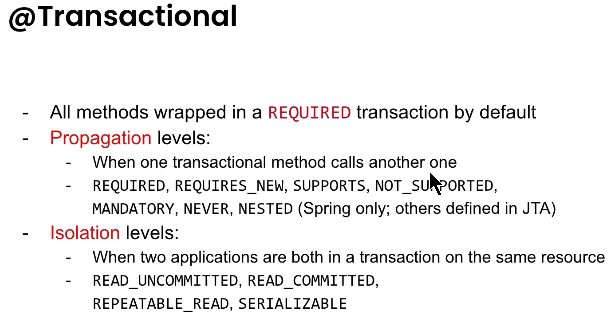 @Transactional
- All methods wrapped in a REQUIRED transaction by default
- Propagation levels:
- When one transactional method calls another one
- REQUIRED, REQUIRES_NEW, SUPPORTS, NOT_SUPPORTED,
MANDATORY, NEVER, NESTED (Spring only; others defined in JTA)
- Isolation levels:
- When two applications are both in a transaction on the same resource
- READ_UNCOMMITTED, READ_COMMITTED,
REPEATABLE_READ, SERIALIZABLE